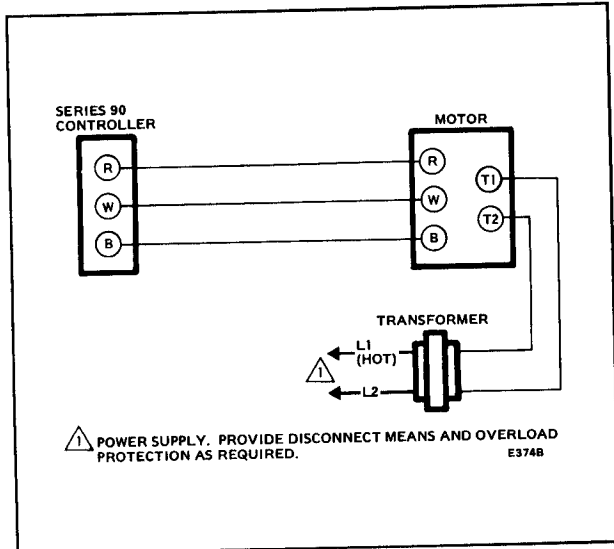 SERIES 90
CONTROLLER
MOTOR
R
W
B
R
W
B
T1
T2
TRANSFORMER
L1
(HOT)
L2
1
1 POWER SUPPLY. PROVIDE DISCONNECT MEANS AND OVERLOAD
PROTECTION AS REQUIRED.
E374B